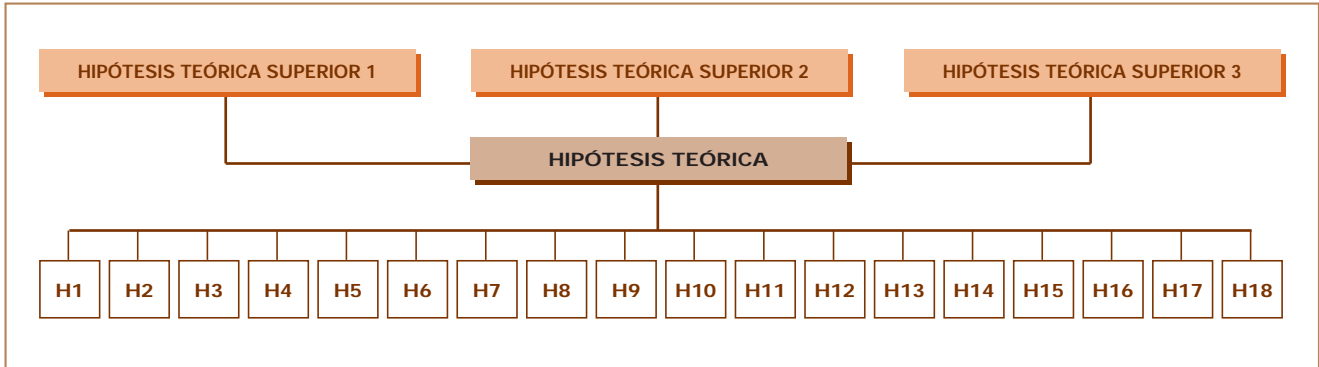 HIPÓTESIS TEÓRICA SUPERIOR 1
HIPÓTESIS TEÓRICA SUPERIOR 2
HIPÓTESIS TEÓRICA SUPERIOR 3
HIPÓTESIS TEÓRICA
H1 H2 H3 H4 H5 H6 H7 H8 H9 H10 H11 H12 H13 H14 H15 H16 H17 H18